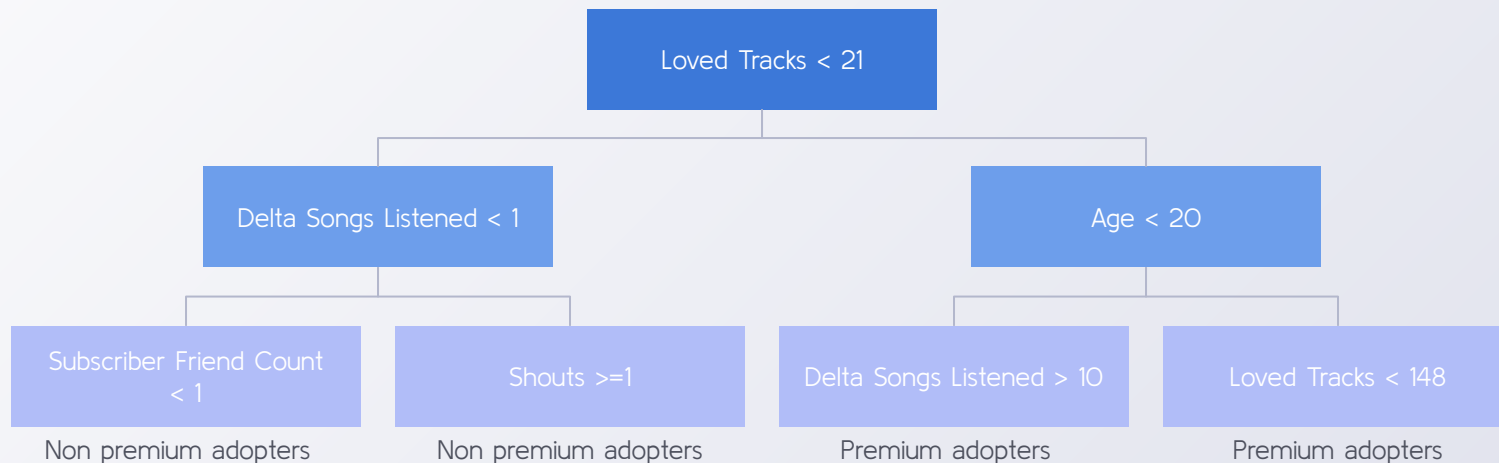 Loved Tracks < 21
Delta Songs Listened < 1
Age < 20
Subscriber Friend Count
< 1
Shouts >=1
Delta Songs Listened > 10
Loved Tracks < 148
Non premium adopters
Non premium adopters
Premium adopters
Premium adopters